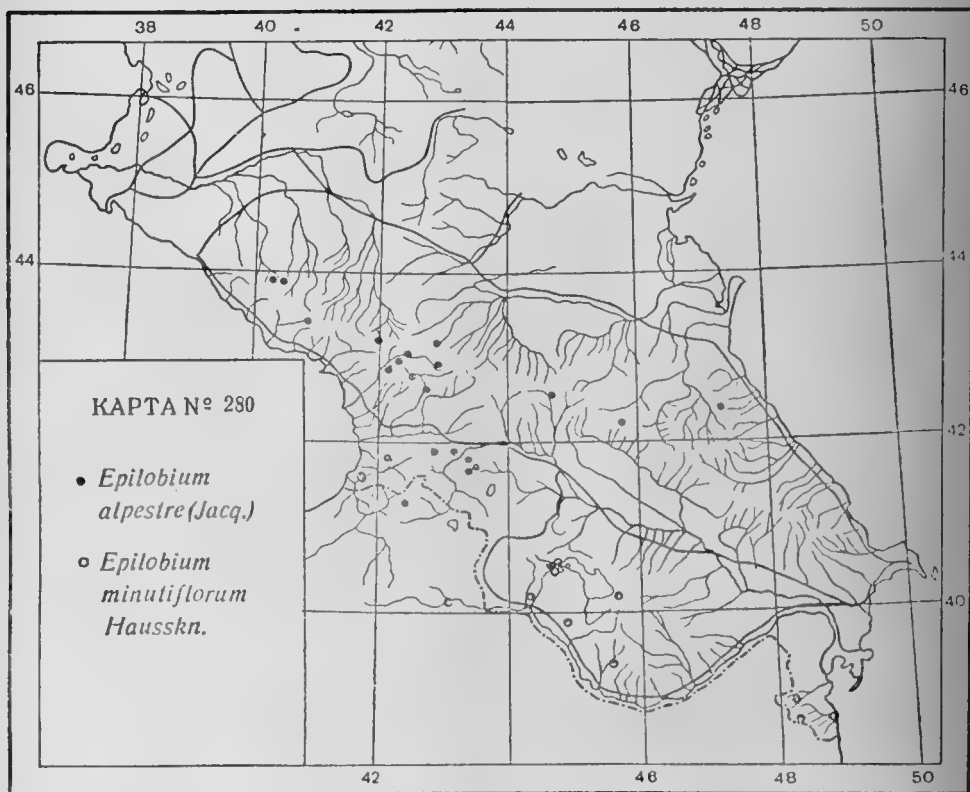 38 40 42 44 46 48 50
46 46
44 44
КАРТА № 280
42
• Epilobium
alpestre (Jacq.)
○ Epilobium
minutiflorum
Hausskn.
40
42 44 46 48 50